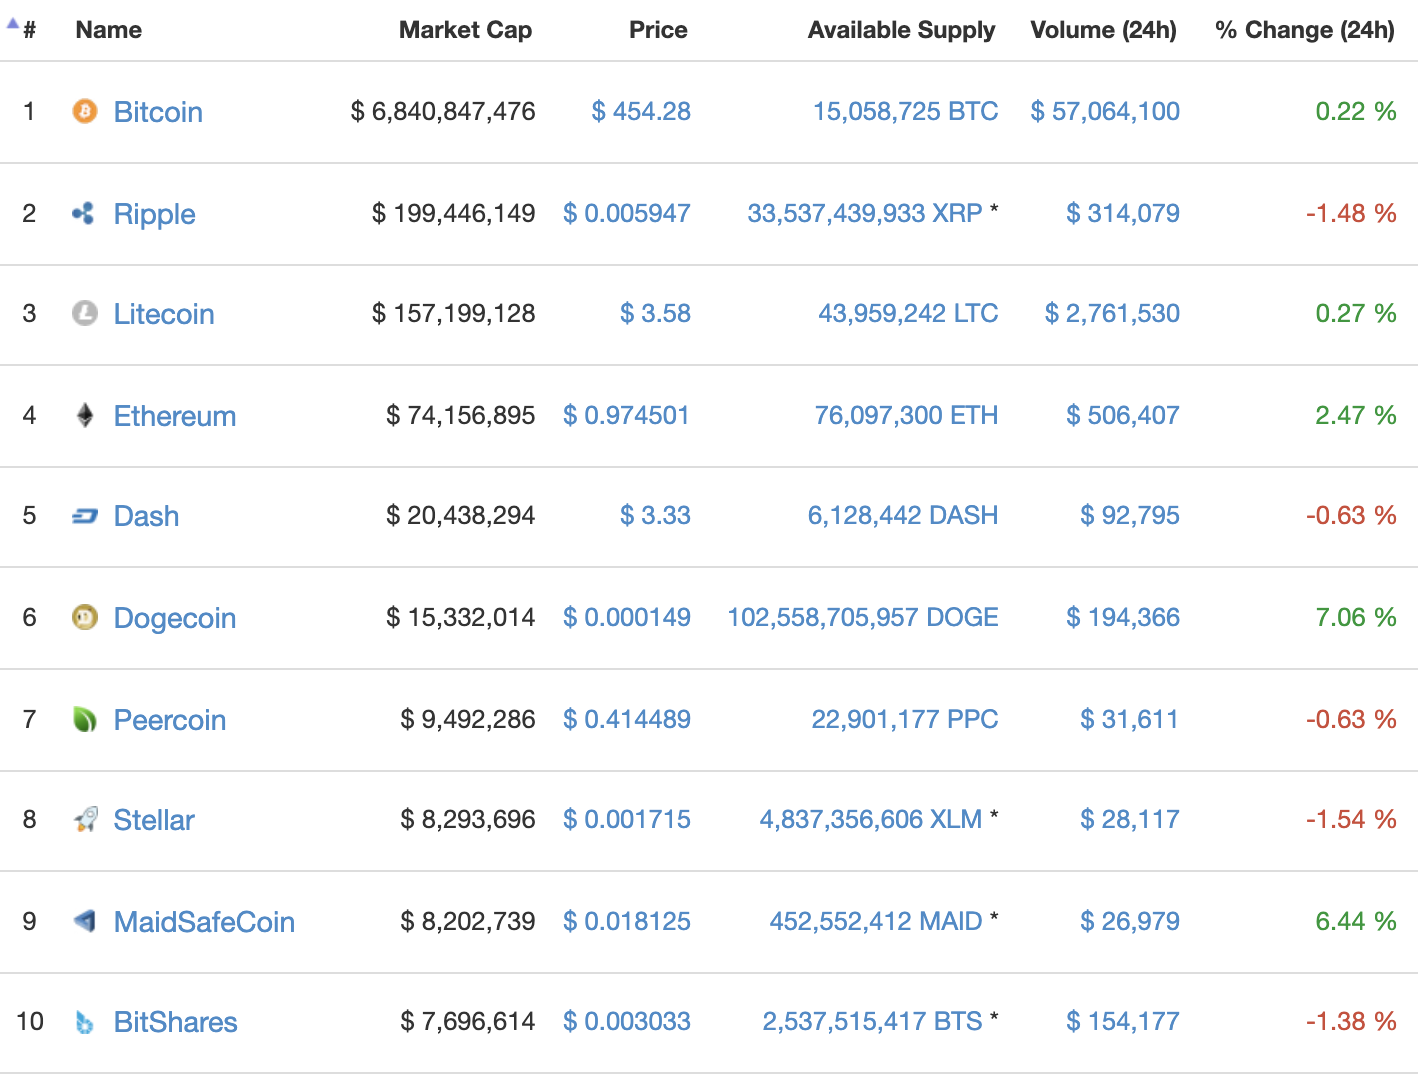 # Name Market Cap Price Available Supply Volume (24h) % Change (24h)
1 Bitcoin $ 6,840,847,476 $ 454.28 15,058,725 BTC $ 57,064,100 0.22 %
2 Ripple $ 199,446,149 $ 0.005947 33,537,439,933 XRP * $ 314,079 -1.48 %
3 Litecoin $ 157,199,128 $ 3.58 43,959,242 LTC $ 2,761,530 0.27 %
4 Ethereum $ 74,156,895 $ 0.974501 76,097,300 ETH $ 506,407 2.47 %
5 Dash $ 20,438,294 $ 3.33 6,128,442 DASH $ 92,795 -0.63 %
6 Dogecoin $ 15,332,014 $ 0.000149 102,558,705,957 DOGE $ 194,366 7.06 %
7 Peercoin $ 9,492,286 $ 0.414489 22,901,177 PPC $ 31,611 -0.63 %
8 Stellar $ 8,293,696 $ 0.001715 4,837,356,606 XLM * $ 28,117 -1.54 %
9 MaidSafeCoin $ 8,202,739 $ 0.018125 452,552,412 MAID * $ 26,979 6.44 %
10 BitShares $ 7,696,614 $ 0.003033 2,537,515,417 BTS * $ 154,177 -1.38 %